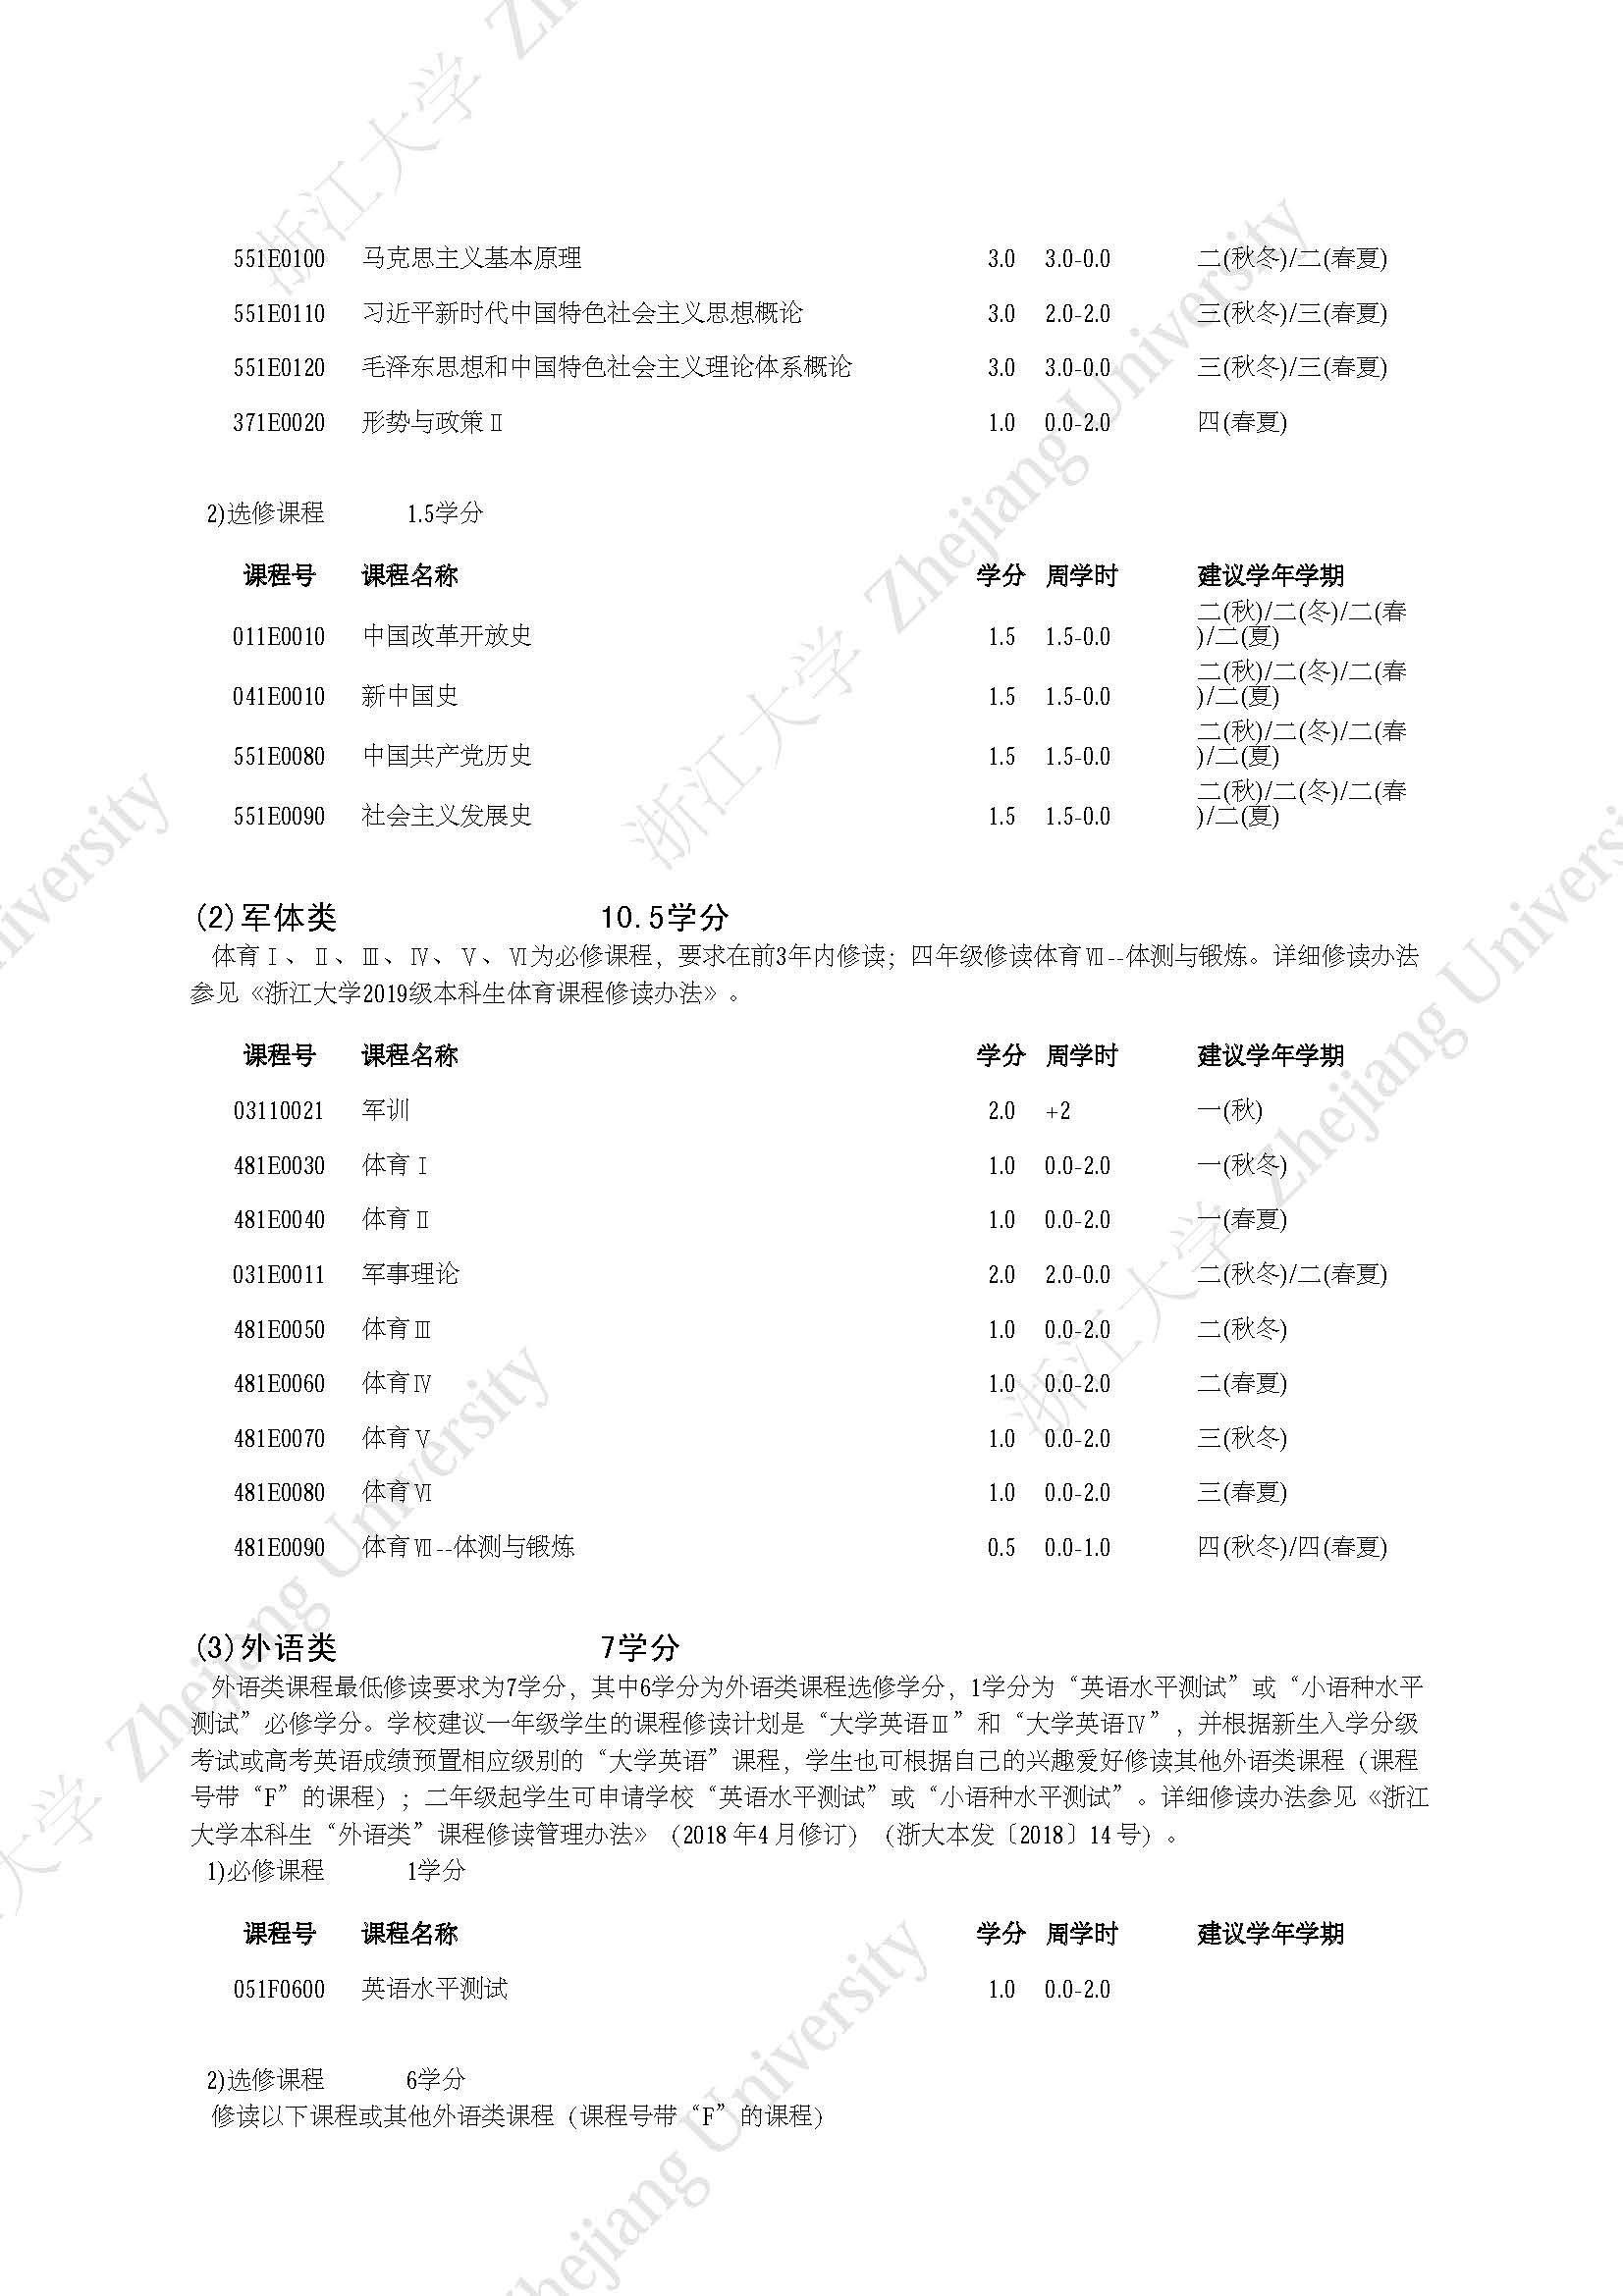 551E0100 马克思主义基本原理 3.0 3.0-0.0 二(秋冬)/二(春夏)
551E0110 习近平新时代中国特色社会主义思想概论 3.0 2.0-2.0 三(秋冬)/三(春夏)
551E0120 毛泽东思想和中国特色社会主义理论体系概论 3.0 3.0-0.0 三(秋冬)/三(春夏)
371E0020 形势与政策Ⅱ 1.0 0.0-2.0 四(春夏)
2)选修课程 1.5学分
课程号 课程名称 学分 周学时 建议学年学期
011E0010 中国改革开放史 1.5 1.5-0.0 二(秋)/二(冬)/二(春
)/二(夏)
041E0010 新中国史 1.5 1.5-0.0 二(秋)/二(冬)/二(春
)/二(夏)
551E0080 中国共产党历史 1.5 1.5-0.0 二(秋)/二(冬)/二(春
)/二(夏)
551E0090 社会主义发展史 1.5 1.5-0.0 二(秋)/二(冬)/二(春
)/二(夏)
(2)军体类 10.5学分
体育Ⅰ、Ⅱ、Ⅲ、Ⅳ、Ⅴ、Ⅵ为必修课程，要求在前3年内修读；四年级修读体育Ⅶ--体测与锻炼。详细修读办法
参见《浙江大学2019级本科生体育课程修读办法》。
课程号 课程名称 学分 周学时 建议学年学期
03110021 军训 2.0 +2 一(秋)
481E0030 体育Ⅰ 1.0 0.0-2.0 一(秋冬)
481E0040 体育Ⅱ 1.0 0.0-2.0 一(春夏)
031E0011 军事理论 2.0 2.0-0.0 二(秋冬)/二(春夏)
481E0050 体育Ⅲ 1.0 0.0-2.0 二(秋冬)
481E0060 体育Ⅳ 1.0 0.0-2.0 二(春夏)
481E0070 体育Ⅴ 1.0 0.0-2.0 三(秋冬)
481E0080 体育Ⅵ 1.0 0.0-2.0 三(春夏)
481E0090 体育Ⅶ--体测与锻炼 0.5 0.0-1.0 四(秋冬)/四(春夏)
(3)外语类 7学分
外语类课程最低修读要求为7学分，其中6学分为外语类课程选修学分，1学分为“英语水平测试”或“小语种水平
测试”必修学分。学校建议一年级学生的课程修读计划是“大学英语Ⅲ”和“大学英语Ⅳ”，并根据新生入学分级
考试或高考英语成绩预置相应级别的“大学英语”课程，学生也可根据自己的兴趣爱好修读其他外语类课程（课程
号带“F”的课程）；二年级起学生可申请学校“英语水平测试”或“小语种水平测试”。详细修读办法参见《浙江
大学本科生“外语类”课程修读管理办法》（2018年4月修订）（浙大本发〔2018〕14号）。
1)必修课程 1学分
课程号 课程名称 学分 周学时 建议学年学期
051F0600 英语水平测试 1.0 0.0-2.0
2)选修课程 6学分
修读以下课程或其他外语类课程（课程号带“F”的课程）
浙江大学 Zhejiang University
浙江大学 Zhejiang University
大学 Zhejiang University
Zhejiang University